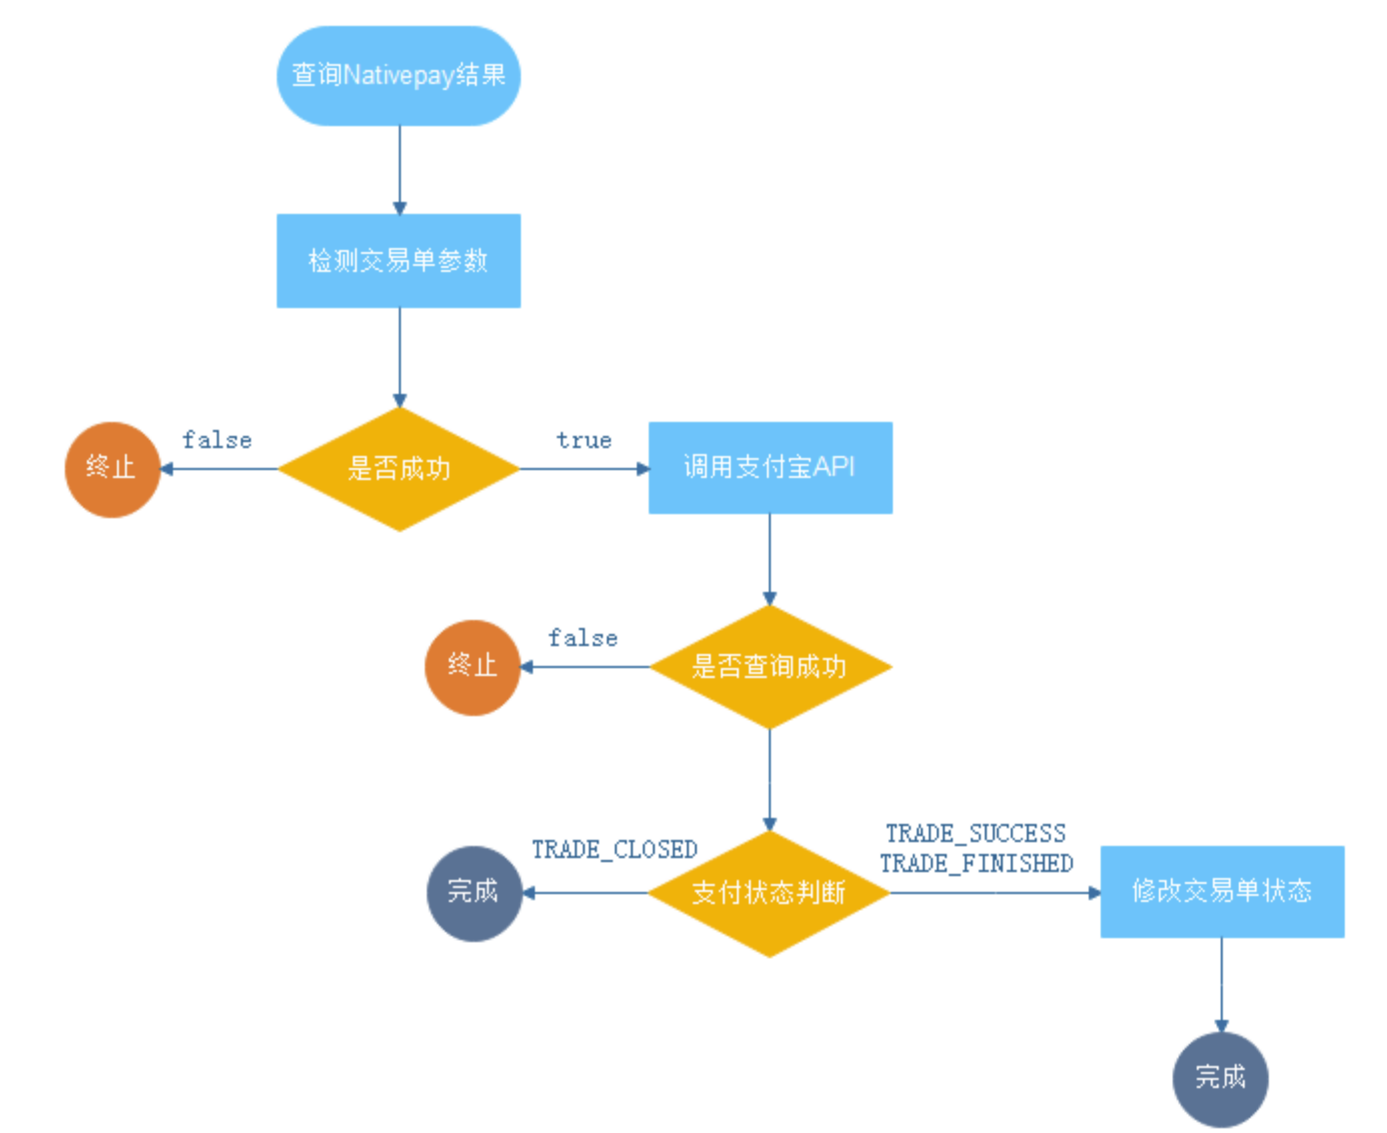 查询Nativepay结果
检测交易单参数
false
true
终止
是否成功
调用支付宝API
false
终止
是否查询成功
TRADE_CLOSED
TRADE_SUCCESS
TRADE_FINISHED
完成
支付状态判断
修改交易单状态
完成